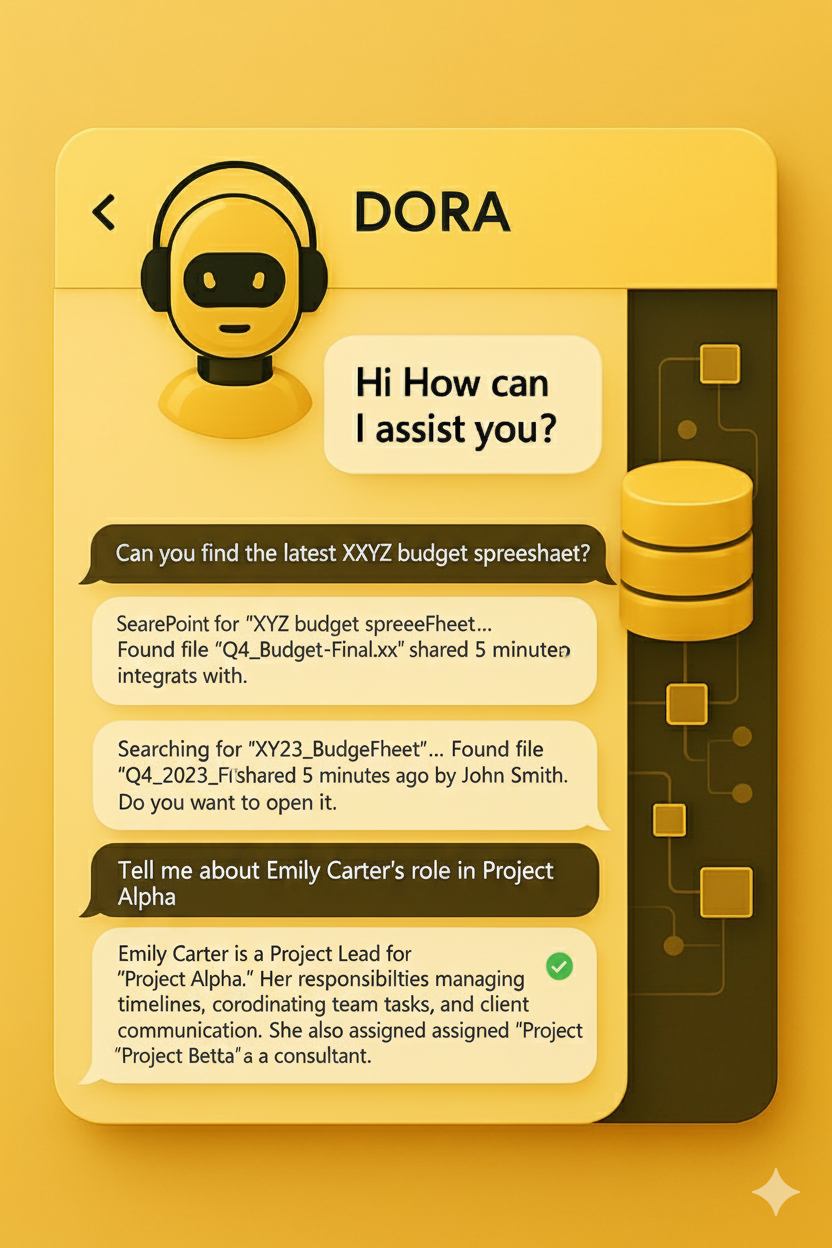 DORA
Hi How can
I assist you?
Can you find the latest XXYZ budget spreeshaet?
SearePoint for "XYZ budget spreeeFheet...
Found file "Q4_Budget-Final.xx" shared 5 minuten
integrats with.
Searching for "XY23_BudgeFheet"... Found file
"Q4_2023_Fi shared 5 minutes ago by John Smith.
Do you want to open it.
Tell me about Emily Carter's role in Project
Alpha
Emily Carter is a Project Lead for
"Project Alpha." Her responsibilties managing
timelines, corodinating team tasks, and client
communication. She also assigned assigned "Project
"Project Betta"a a consultant.